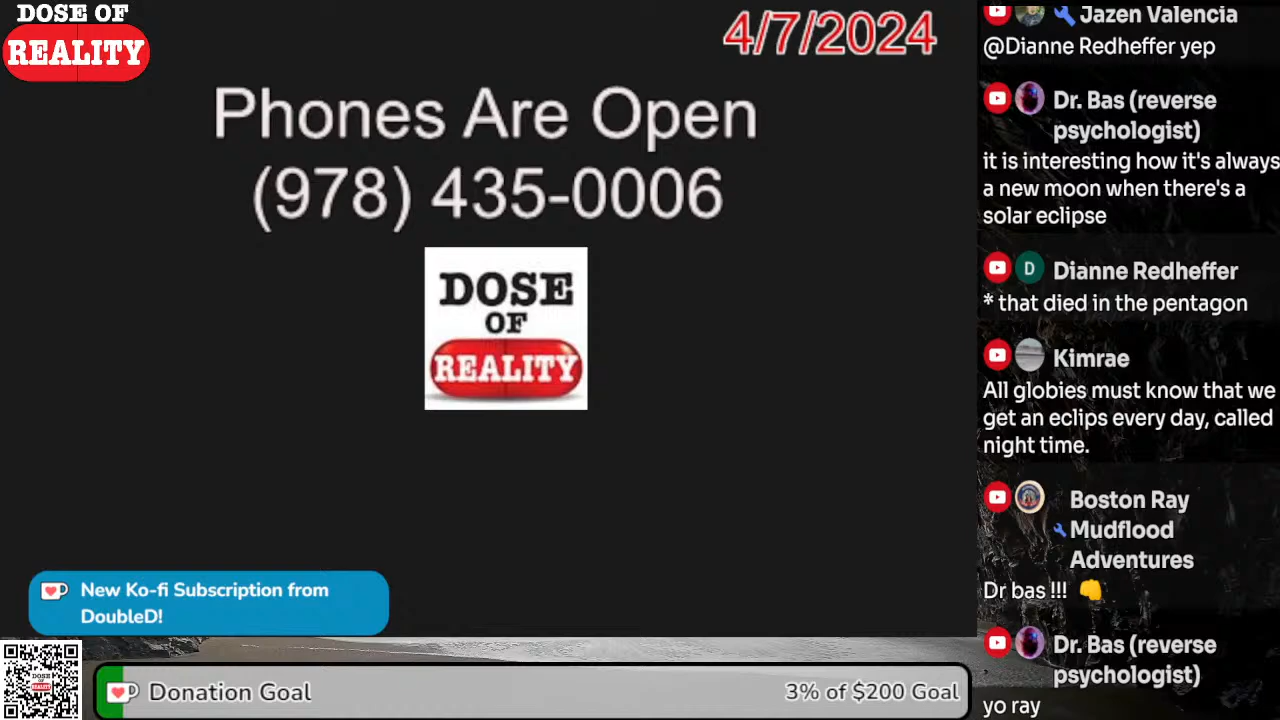 DOSE OF
REALITY
4/7/2024
Phones Are Open
(978) 435-0006
DOSE
OF
REALITY
New Ko-fi Subscription from
DoubleD!
Donation Goal
3% of $200 Goal
Jazen Valencia
@Dianne Redheffer yep
Dr. Bas (reverse
psychologist)
it is interesting how it's always
a new moon when there's a
solar eclipse
D
Dianne Redheffer
* that died in the pentagon
Kimrae
All globies must know that we
get an eclips every day, called
night time.
Boston Ray
Mudflood
Adventures
Dr bas !!!
Dr. Bas (reverse
psychologist)
yo ray